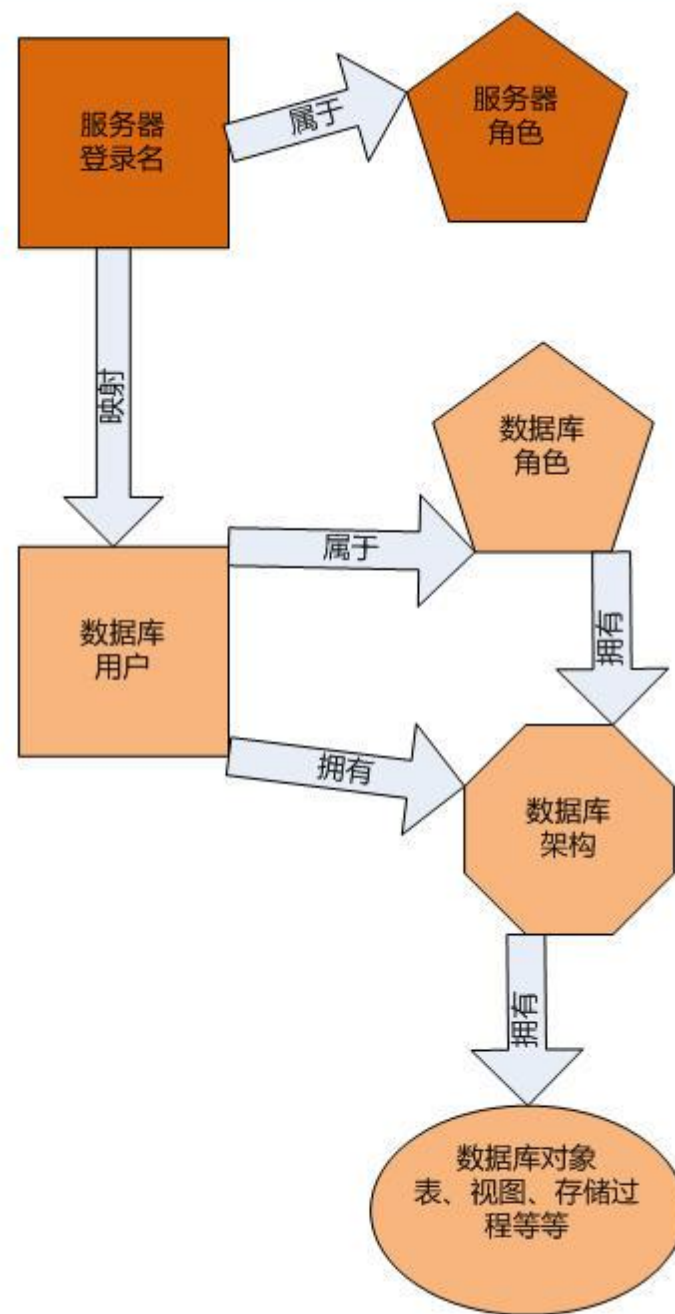 服务器
登录名
属于
服务器
角色
映射
数据库
角色
数据库
用户
属于
拥有
拥有
数据库
架构
拥有
数据库对象
表、视图、存储过
程等等